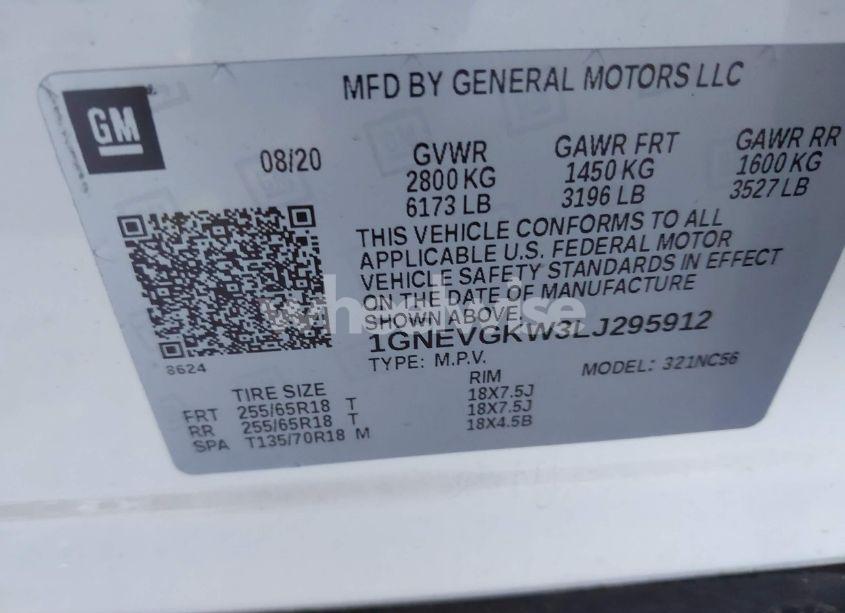 MFD BY GENERAL MOTORS LLC
GM
08/20
GVWR
2800 KG
6173 LB
GAWR FRT
1450 KG
3196 LB
GAWR RR
1600 KG
3527 LB
THIS VEHICLE CONFORMS TO ALL
APPLICABLE U.S. FEDERAL MOTOR
VEHICLE SAFETY STANDARDS IN EFFECT
ON THE DATE OF MANUFACTURE
SHOWN ABOVE.
wheelwise
1GNEVGKW3LJ295912
TYPE: M.P.V.
MODEL: 321NC56
8624
TIRE SIZE
RIM
FRT 255/65R18 T 18X7.5J
RR 255/65R18 T 18X7.5J
SPA T135/70R18 M 18X4.5B